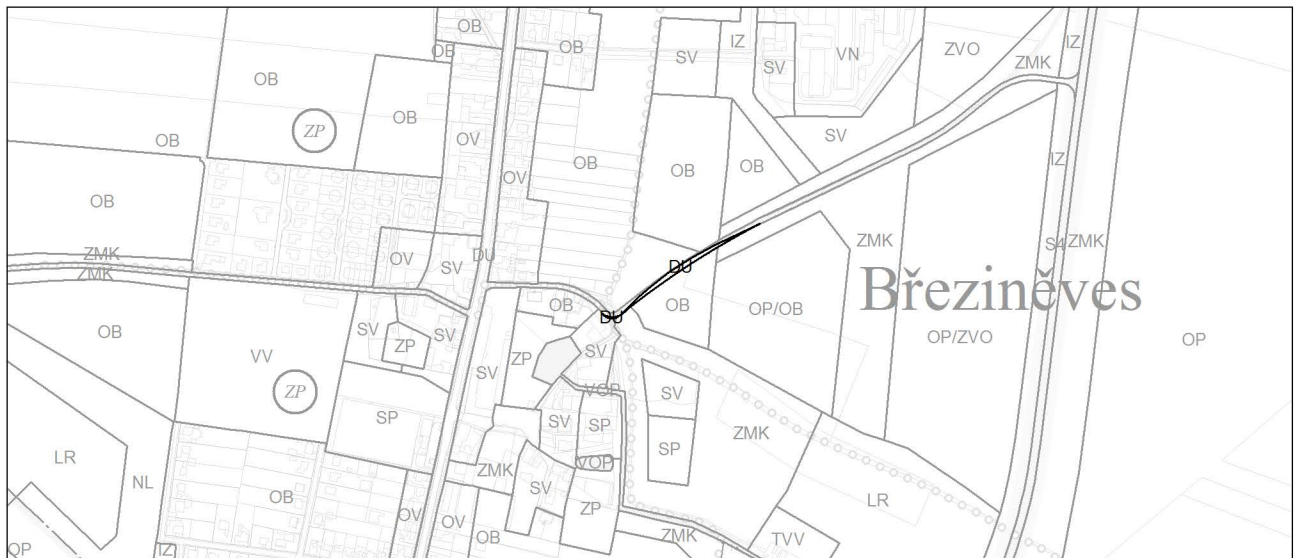 OB
IZ
OB
OB
OB
SV
SV
VN
ZVO
ZMK
IZ
OB
ZP
OB
OB
OV
OV
OB
OB
OB
SV
IZ
OB
ZMK
ZMK
OV
SV
DU
DU
ZMK
S4
ZMK
Březiněves
OB
VV
SV
ZP
SV
OB
DU
OB
OP/OB
OP/ZVO
OP
ZP
SP
SV
ZP
SV
VOP
SV
SP
SV
SP
VOP
ZMK
LR
NL
OB
ZMK
SV
ZP
LR
OP
IZ
OV
OV
OB
ZMK
TVV